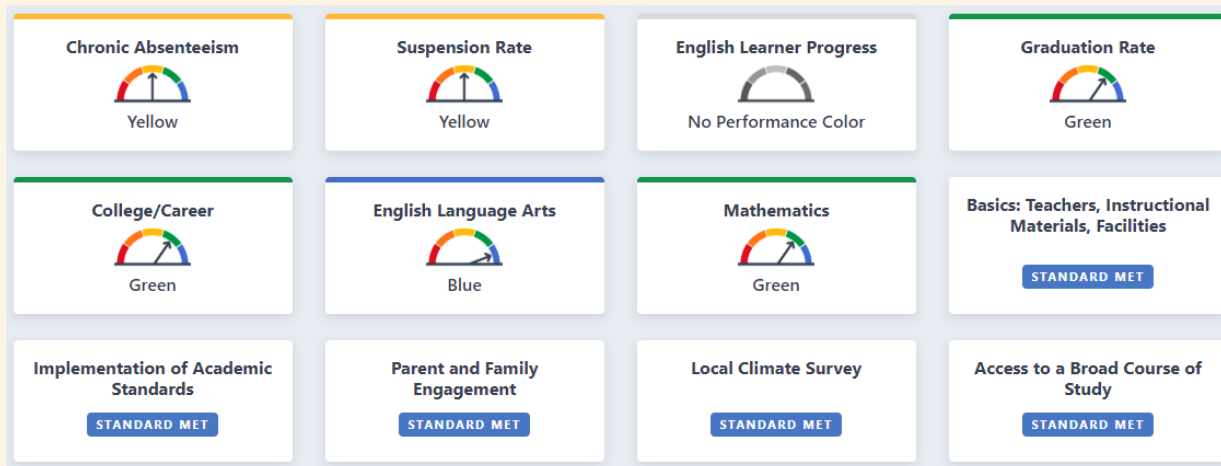 Chronic Absenteeism
Yellow
Suspension Rate
Yellow
English Learner Progress
No Performance Color
Graduation Rate
Green
College/Career
Green
English Language Arts
Blue
Mathematics
Green
Basics: Teachers, Instructional
Materials, Facilities
STANDARD MET
Implementation of Academic
Standards
STANDARD MET
Parent and Family
Engagement
STANDARD MET
Local Climate Survey
STANDARD MET
Access to a Broad Course of
Study
STANDARD MET